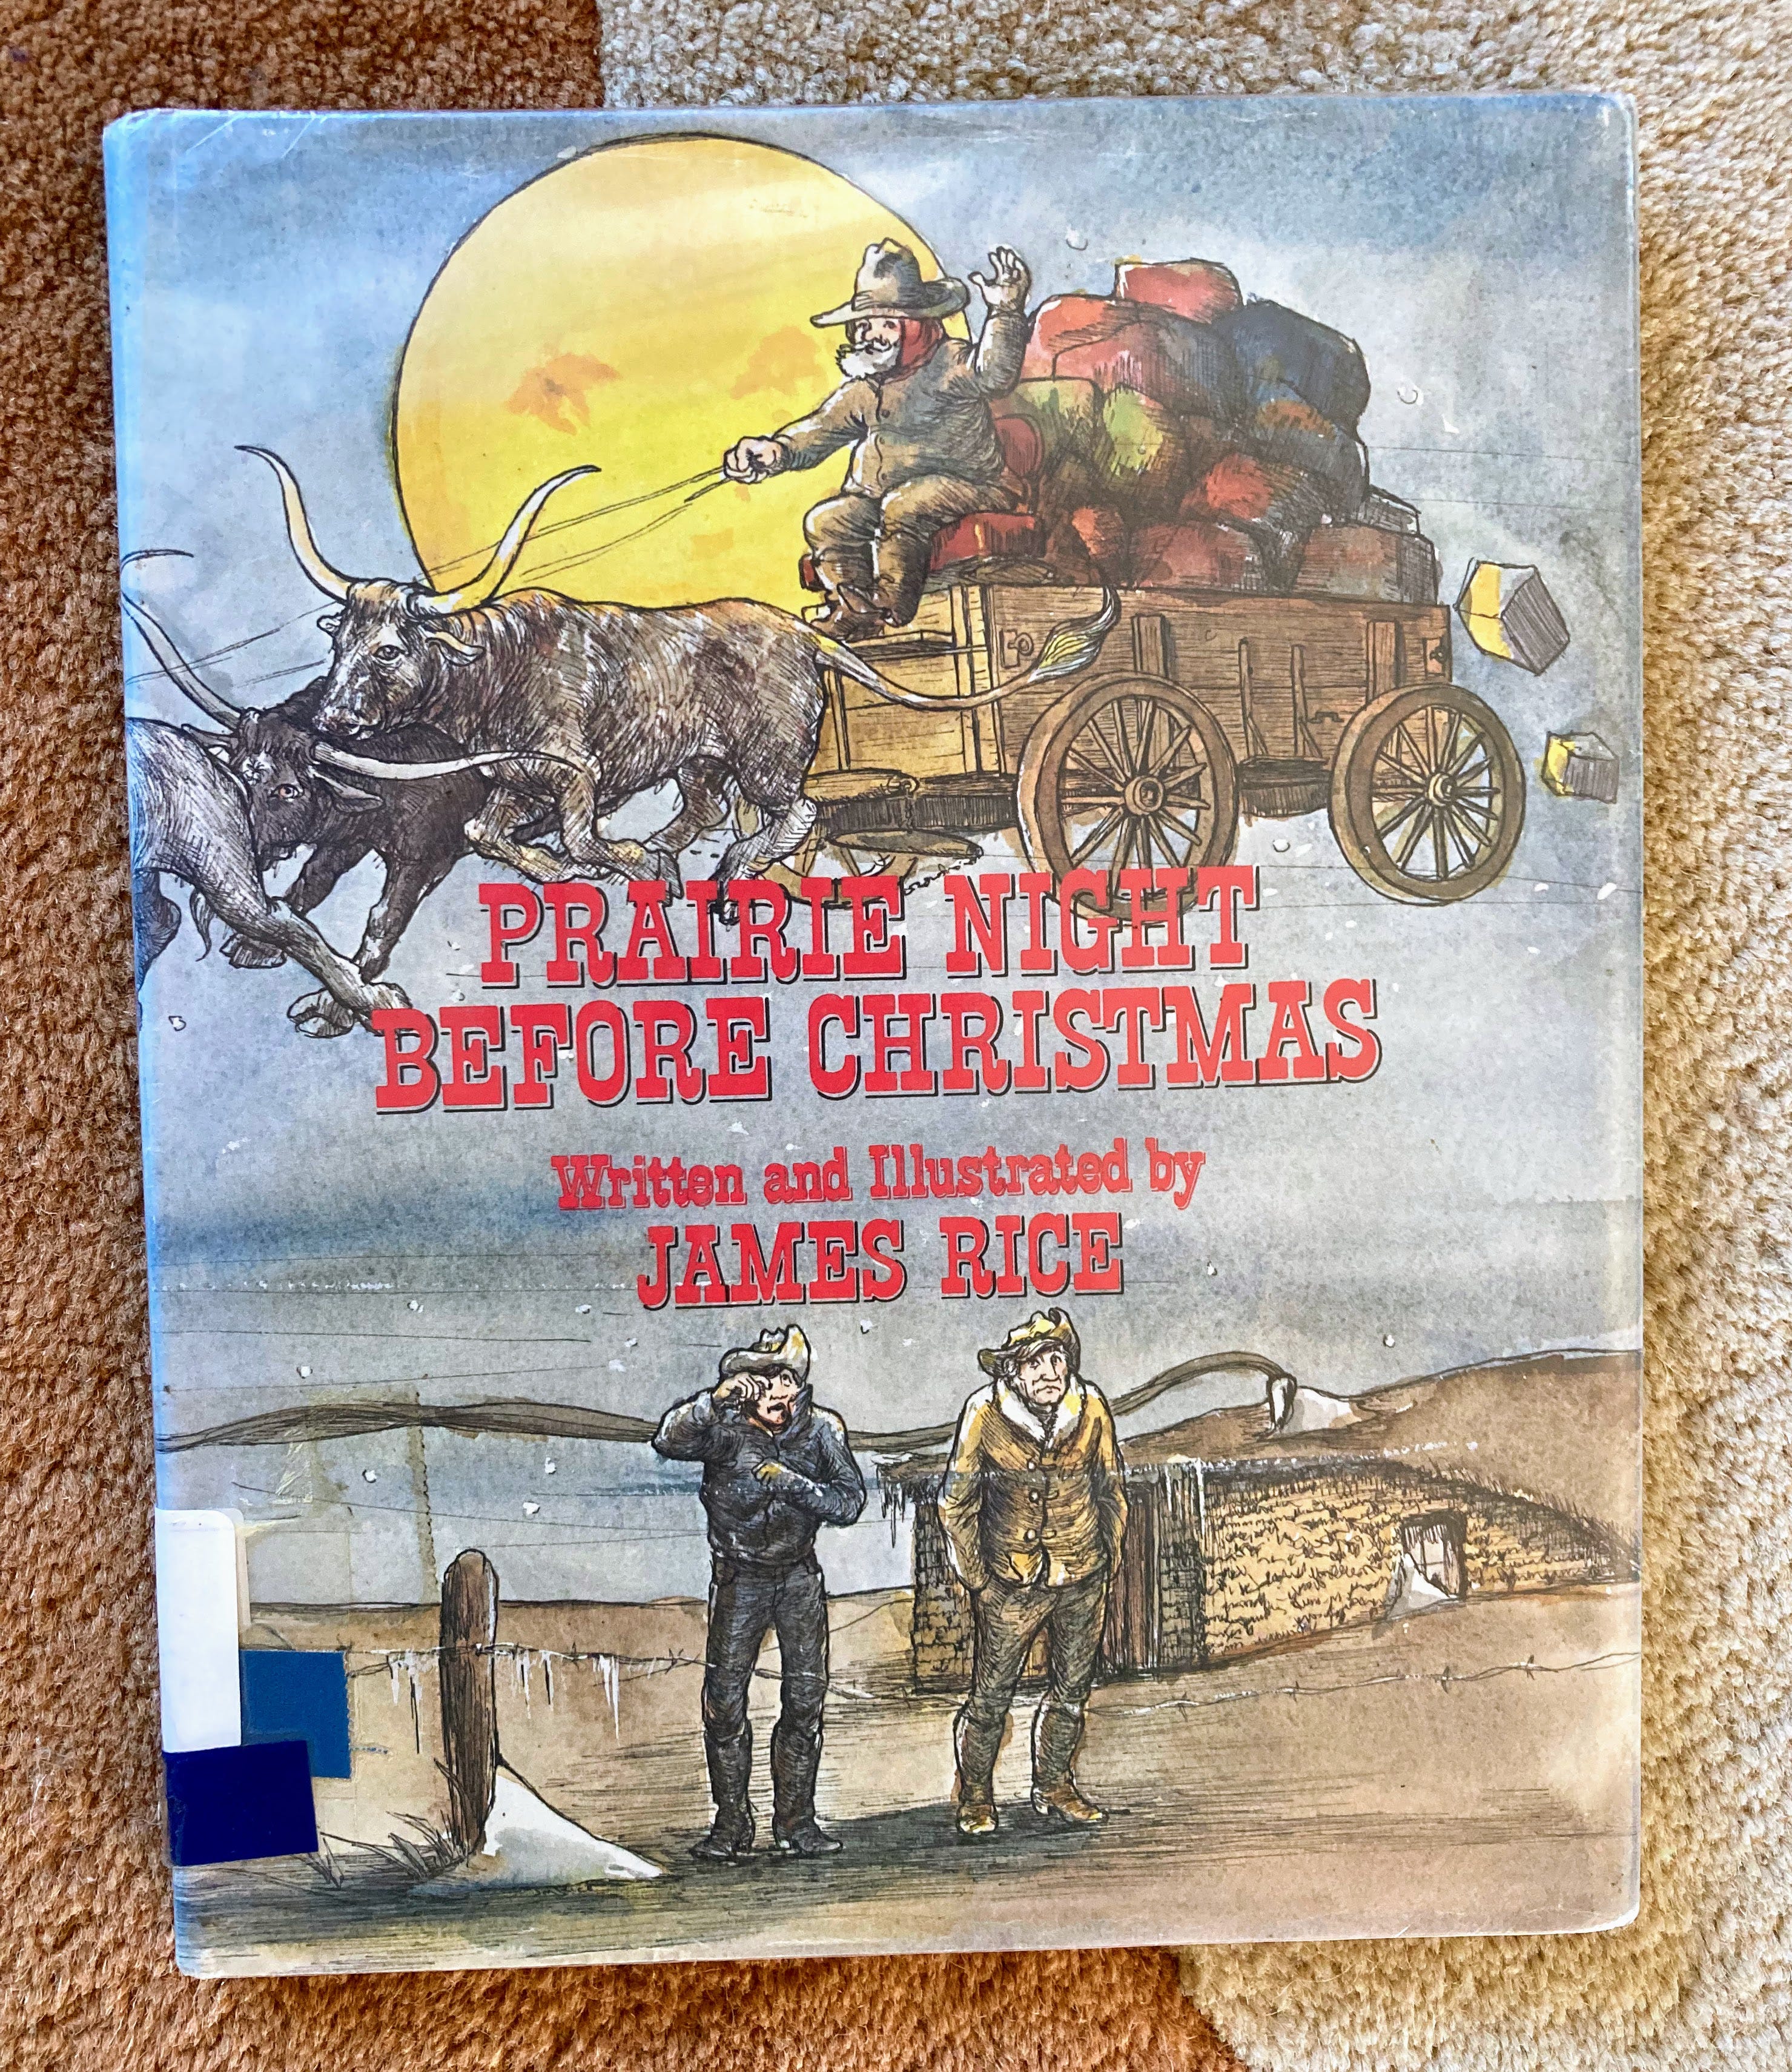 PRAIRIE NIGHT
BEFORE CHRISTMAS
Written and Illustrated by
JAMES RICE